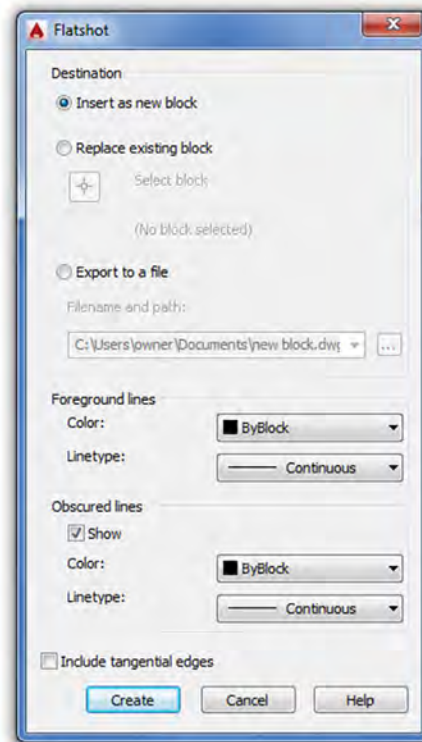 Flatshot
Destination
Insert as new block
Replace existing block
Select block
(No block selected)
Export to a file
Filename and path:
C:\Users\owner\Documents\new block.dwg
...
Foreground lines
Color:
ByBlock
Linetype:
Continuous
Obscured lines
Show
Color:
ByBlock
Linetype:
Continuous
Include tangential edges
Create
Cancel
Help